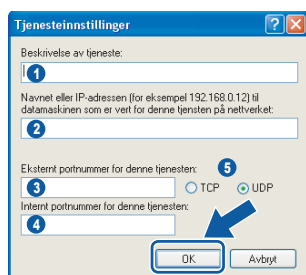 Tjenesteinnstillinger
Beskrivelse av tjeneste:
1
Navnet eller IP-adressen (for eksempel 192.168.0.12) til
datamaskinen som er vert for denne tjensten på nettverket:
2
Eksternt portnummer for denne tjenesten: 5
3 TCP UDP
Internt portnummer for denne tjenesten:
4
OK Avbryt